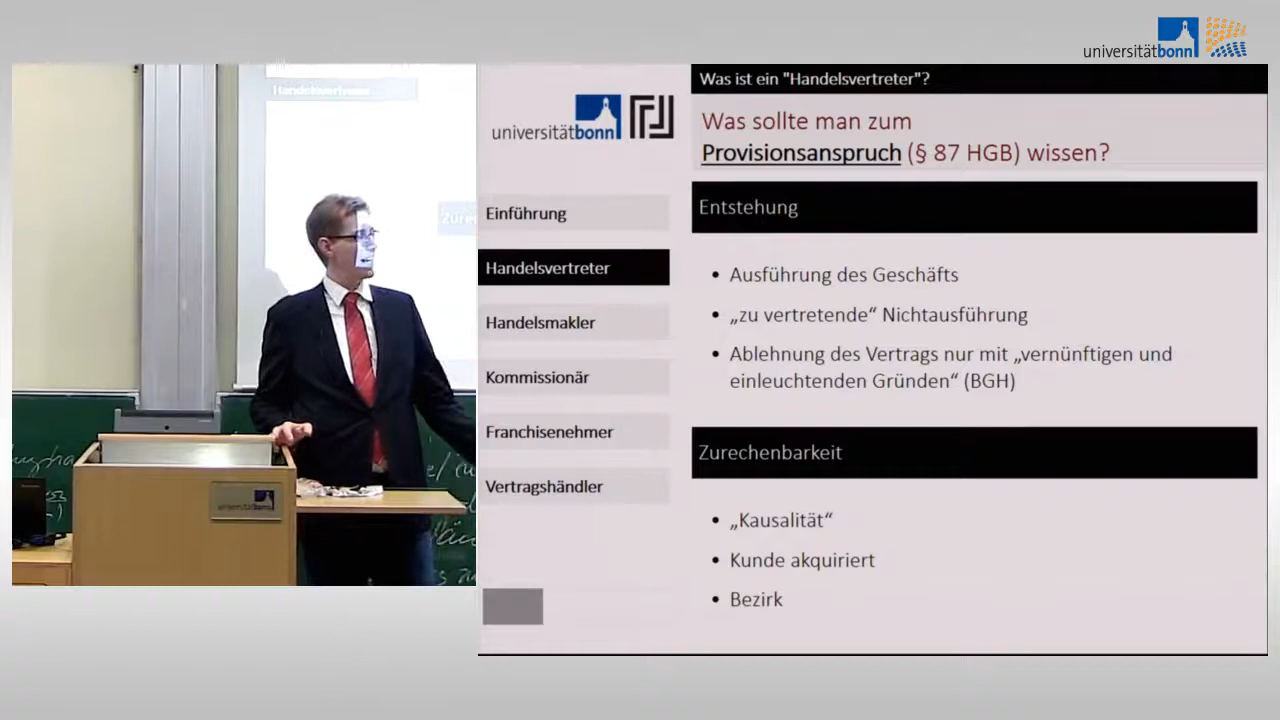 universitätbonn
Handelsvertreter
universitätbonn
Was ist ein "Handelsvertreter"?
Was sollte man zum
Provisionsanspruch (§ 87 HGB) wissen?
Einführung
Handelsvertreter
Handelsmakler
Kommissionär
Franchisenehmer
Vertragshändler
Entstehung
• Ausführung des Geschäfts
• „zu vertretende“ Nichtausführung
• Ablehnung des Vertrags nur mit „vernünftigen und
einleuchtenden Gründen“ (BGH)
Zurechenbarkeit
• „Kausalität“
• Kunde akquiriert
• Bezirk
universitätbonn